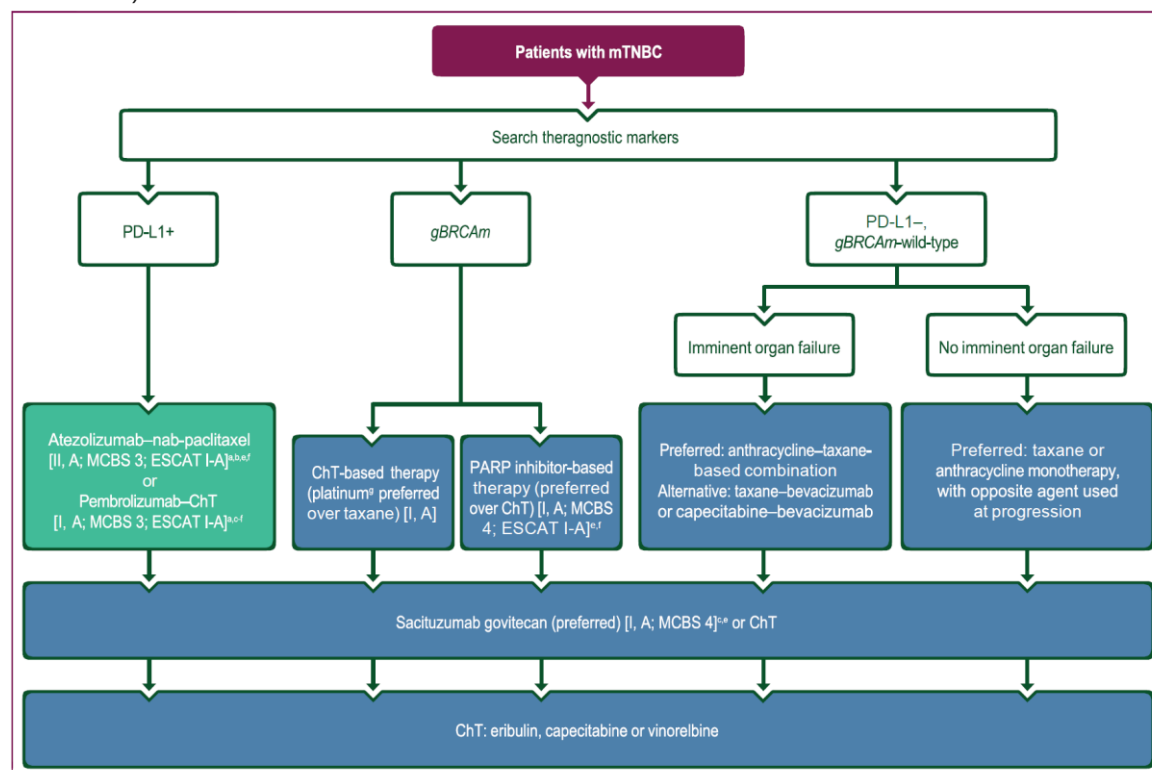 Patients with mTNBC
Search theragnostic markers
PD-L1+
gBRCAm
PD-L1–,
gBRCAm-wild-type
Imminent organ failure
No imminent organ failure
Atezolizumab–nab-paclitaxel
[II, A; MCBS 3; ESCAT I-A]a,b,e,f
or
Pembrolizumab–ChT
[I, A; MCBS 3; ESCAT I-A]a,c-f
ChT-based therapy
(platinumg preferred
over taxane) [I, A]
PARP inhibitor-based
therapy (preferred
over ChT) [I, A; MCBS
4; ESCAT I-A]e,f
Preferred: anthracycline–taxane-
based combination
Alternative: taxane–bevacizumab
or capecitabine–bevacizumab
Preferred: taxane or
anthracycline monotherapy,
with opposite agent used
at progression
Sacituzumab govitecan (preferred) [I, A; MCBS 4]c,e or ChT
ChT: eribulin, capecitabine or vinorelbine